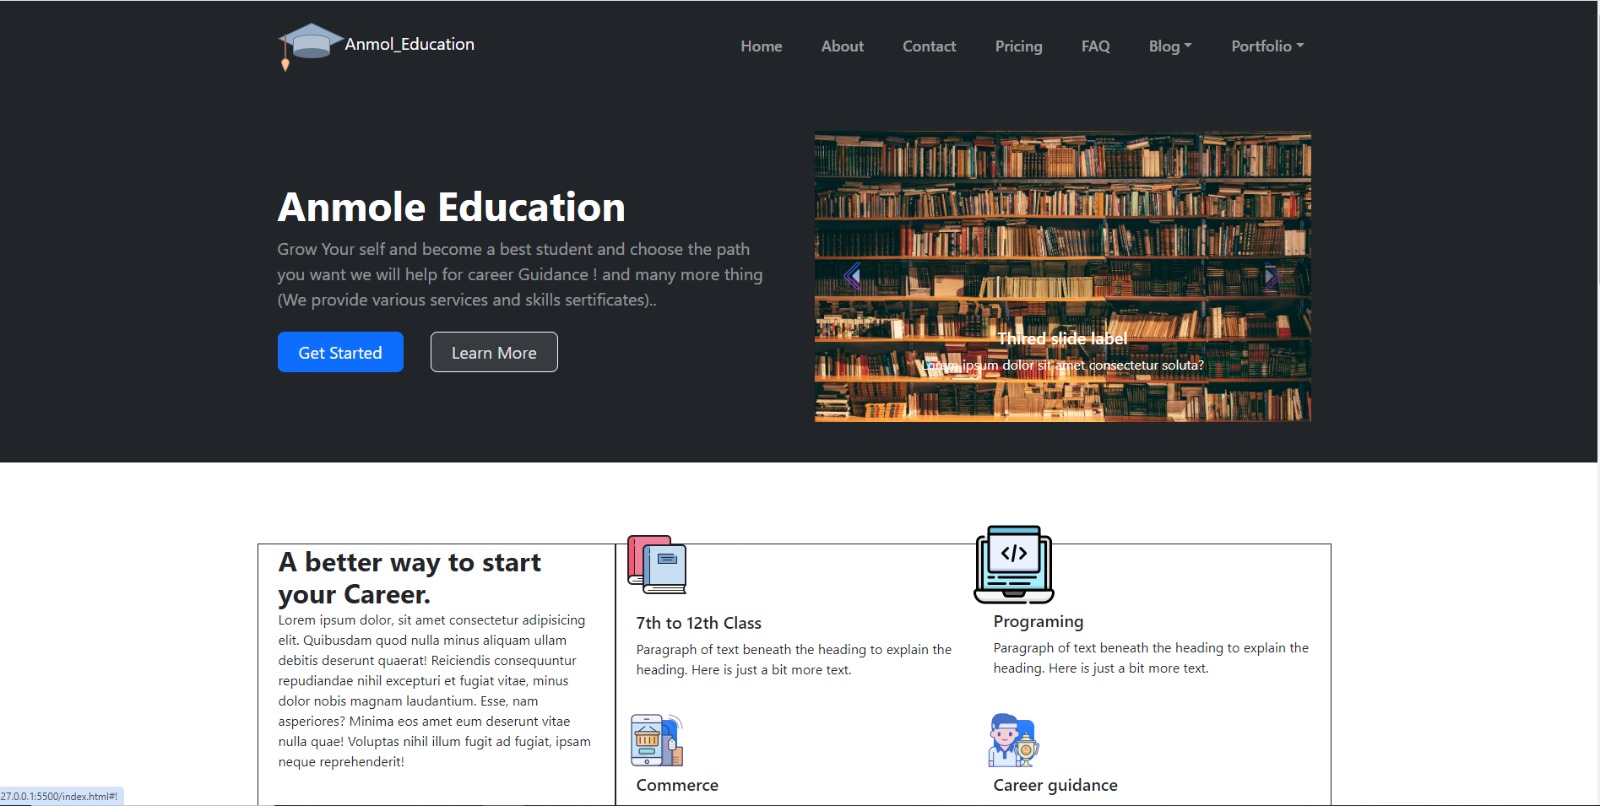 Anmol_Education
Home About Contact Pricing FAQ Blog Portfolio
Anmole Education
Grow Your self and become a best student and choose the path
you want we will help for career Guidance ! and many more thing
(We provide various services and skills sertificates)..
Get Started Learn More
Thired slide label
Lorem ipsum dolor sit amet consectetur soluta?
A better way to start
your Career.
Lorem ipsum dolor, sit amet consectetur adipisicing
elit. Quibusdam quod nulla minus aliquam ullam
debitis deserunt quaerat! Reiciendis consequuntur
repudiandae nihil excepturi et fugiat vitae, minus
dolor nobis magnam laudantium. Esse, nam
asperiores? Minima eos amet eum deserunt vitae
nulla quae! Voluptas nihil illum fugit ad fugiat, ipsam
neque reprehenderit!
7th to 12th Class
Paragraph of text beneath the heading to explain the
heading. Here is just a bit more text.
</>
Programing
Paragraph of text beneath the heading to explain the
heading. Here is just a bit more text.
Commerce
Career guidance
27.0.0.1:5500/index.html#!